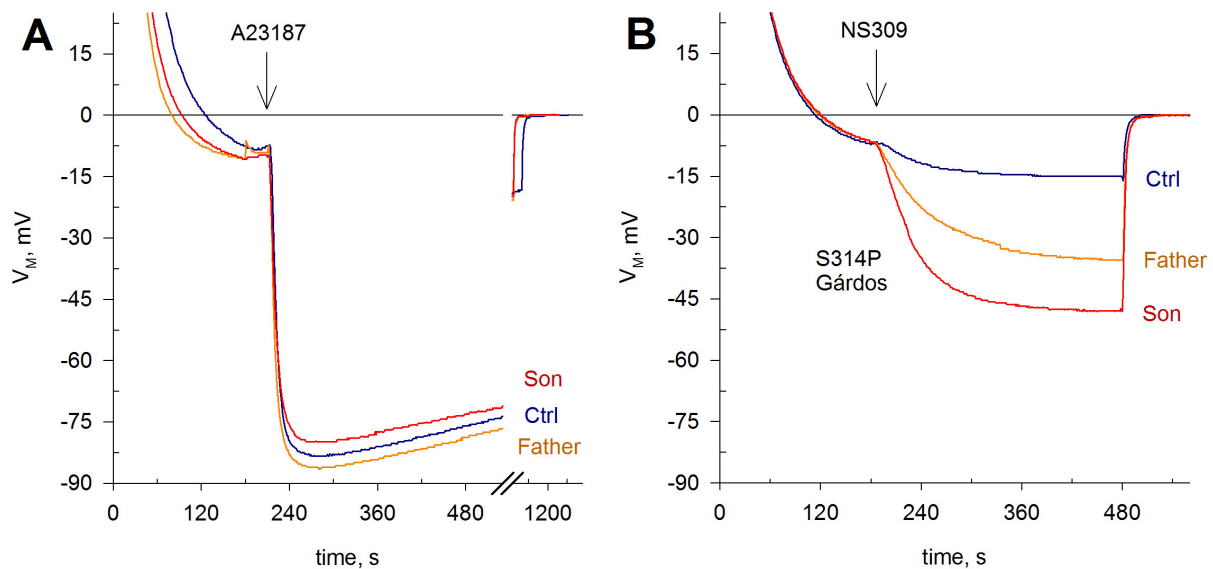 A
A23187
15
0
-15
-30
-45
-60
-75
-90
V_M, mV
Son
Ctrl
Father
0 120 240 360 480 1200
time, s
B
NS309
15
0
-15
-30
-45
-60
-75
-90
V_M, mV
Ctrl
S314P
Gárdos
Father
Son
0 120 240 360 480
time, s